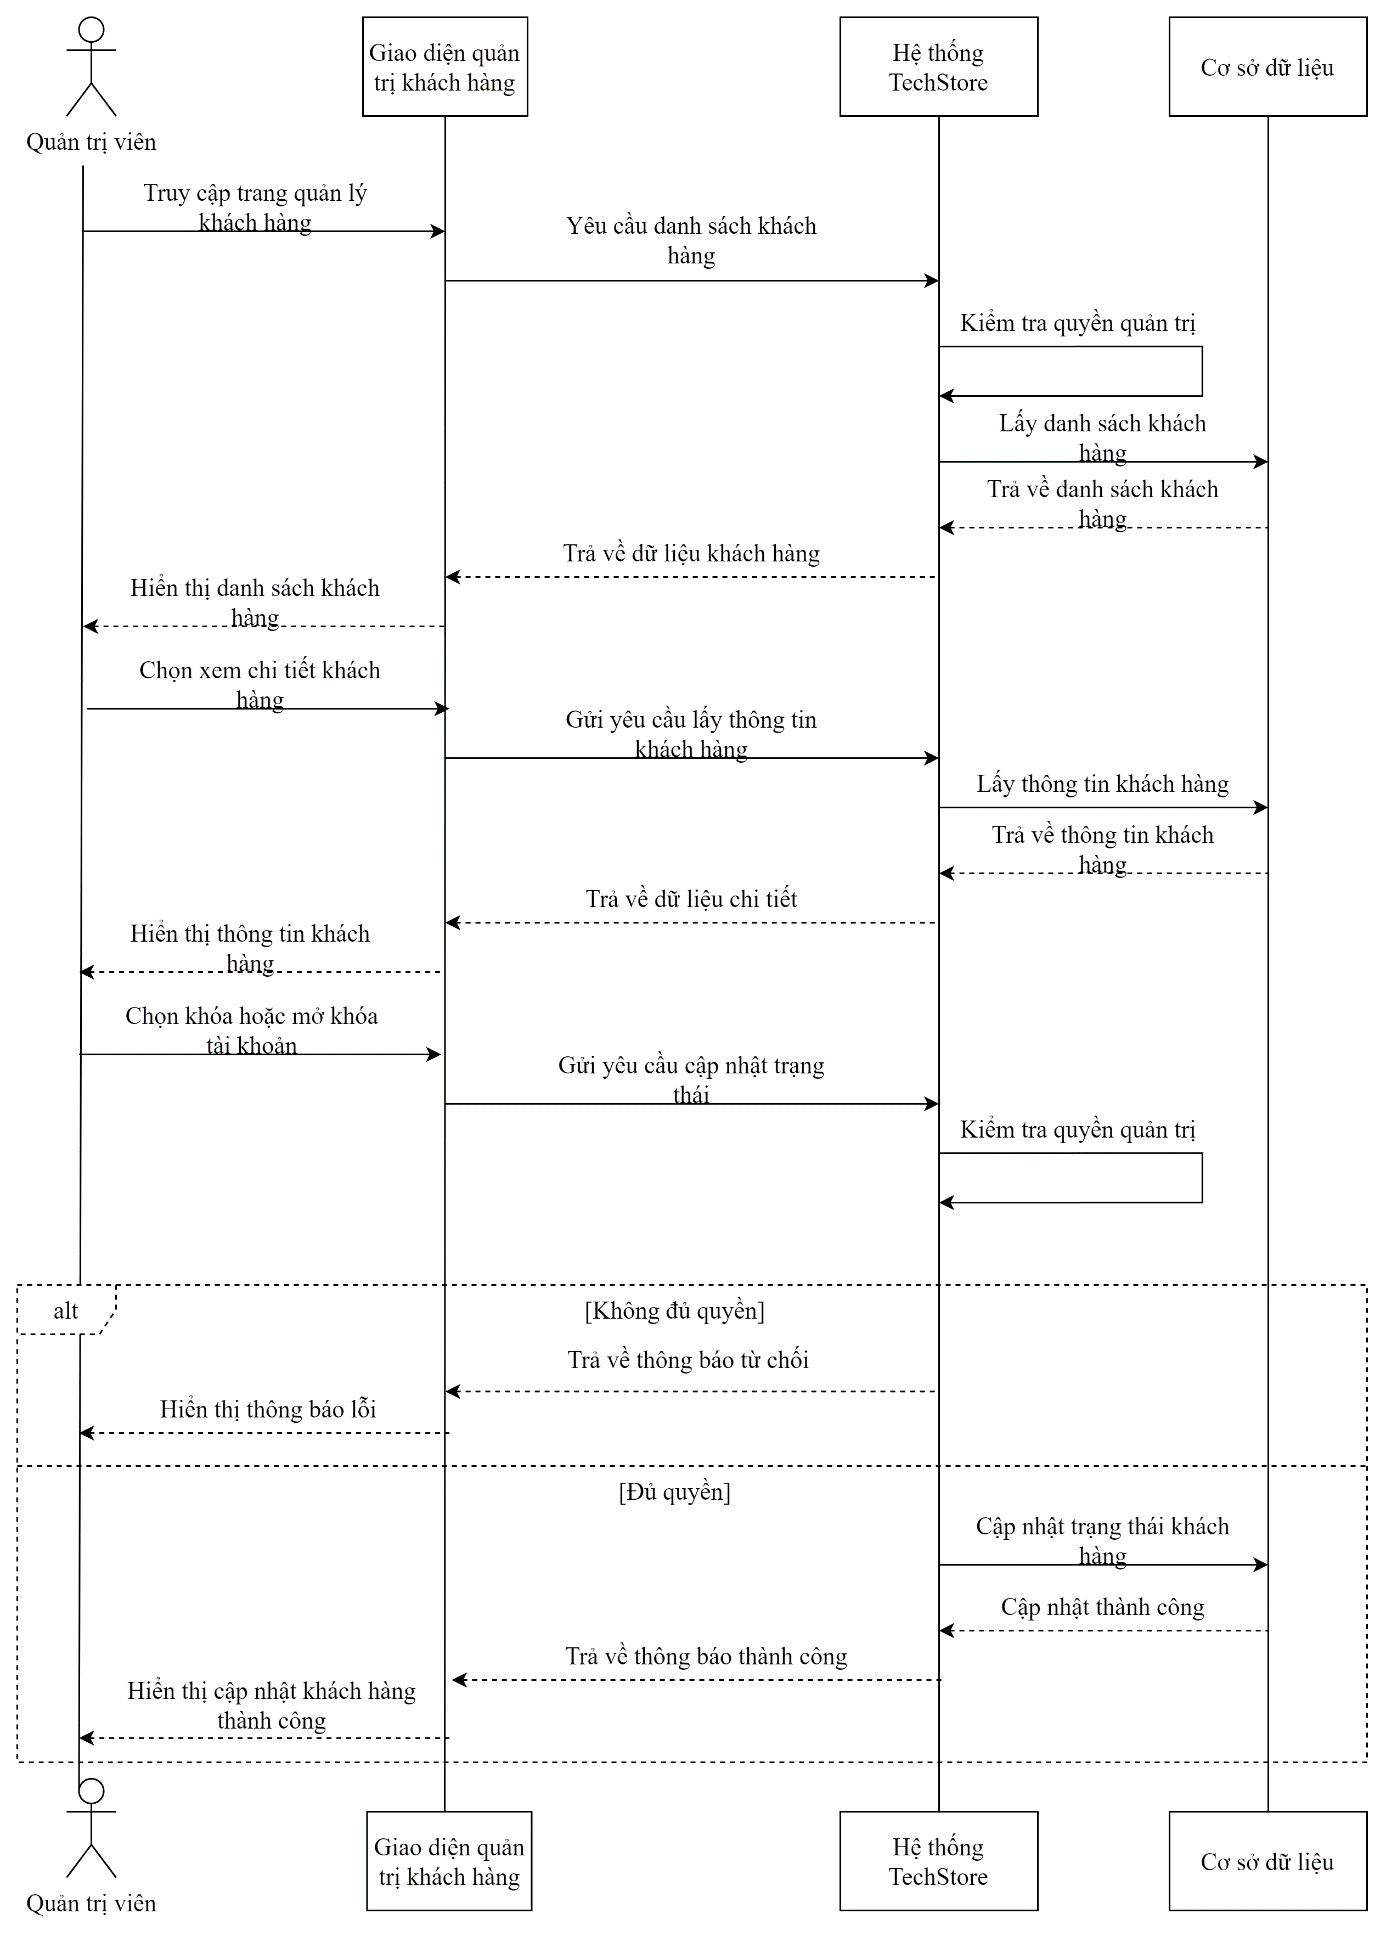 Giao diện quản
trị khách hàng
Hệ thống
TechStore
Cơ sở dữ liệu
Quản trị viên
Truy cập trang quản lý
khách hàng
Yêu cầu danh sách khách
hàng
Kiểm tra quyền quản trị
Lấy danh sách khách
hàng
Trả về danh sách khách
hàng
Trả về dữ liệu khách hàng
Hiển thị danh sách khách
hàng
Chọn xem chi tiết khách
hàng
Gửi yêu cầu lấy thông tin
khách hàng
Lấy thông tin khách hàng
Trả về thông tin khách
hàng
Trả về dữ liệu chi tiết
Hiển thị thông tin khách
hàng
Chọn khóa hoặc mở khóa
tài khoản
Gửi yêu cầu cập nhật trạng
thái
Kiểm tra quyền quản trị
alt
[Không đủ quyền]
Trả về thông báo từ chối
Hiển thị thông báo lỗi
[Đủ quyền]
Cập nhật trạng thái khách
hàng
Cập nhật thành công
Trả về thông báo thành công
Hiển thị cập nhật khách hàng
thành công
Giao diện quản
trị khách hàng
Hệ thống
TechStore
Cơ sở dữ liệu
Quản trị viên